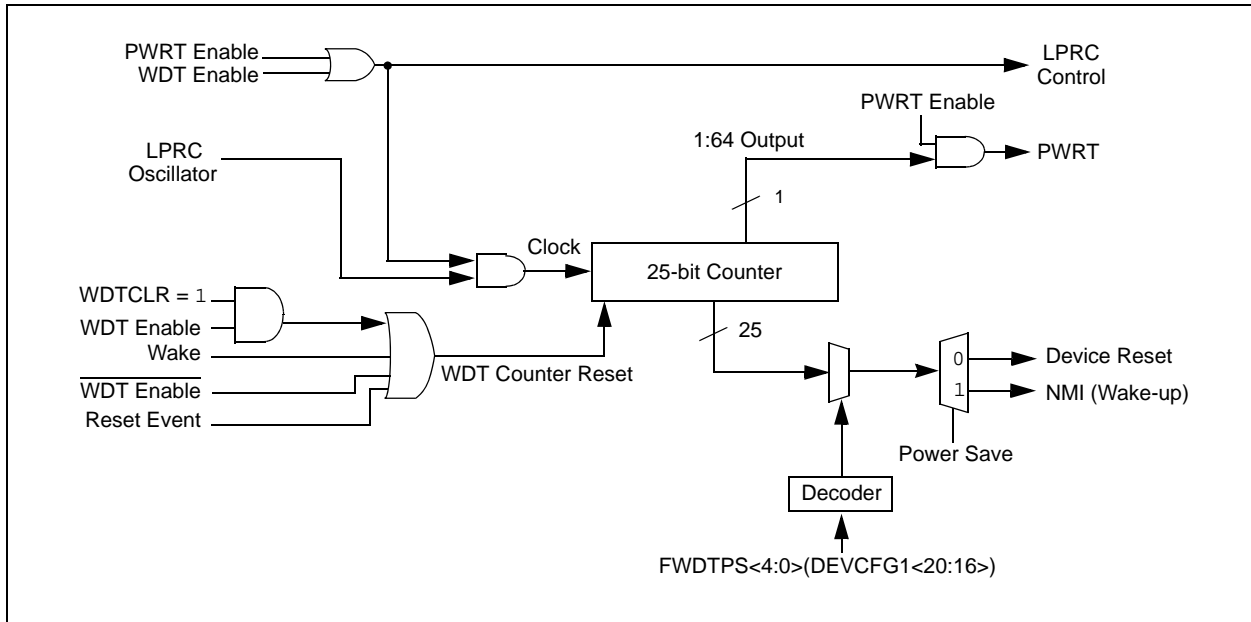 PWRT Enable
WDT Enable
LPRC
Control
PWRT Enable
1:64 Output
PWRT
LPRC
Oscillator
1
Clock
25-bit Counter
WDTCLR = 1
WDT Enable
Wake
WDT Enable
Reset Event
WDT Counter Reset
25
0
1
Device Reset
NMI (Wake-up)
Power Save
Decoder
FWDTPS<4:0>(DEVCFG1<20:16>)